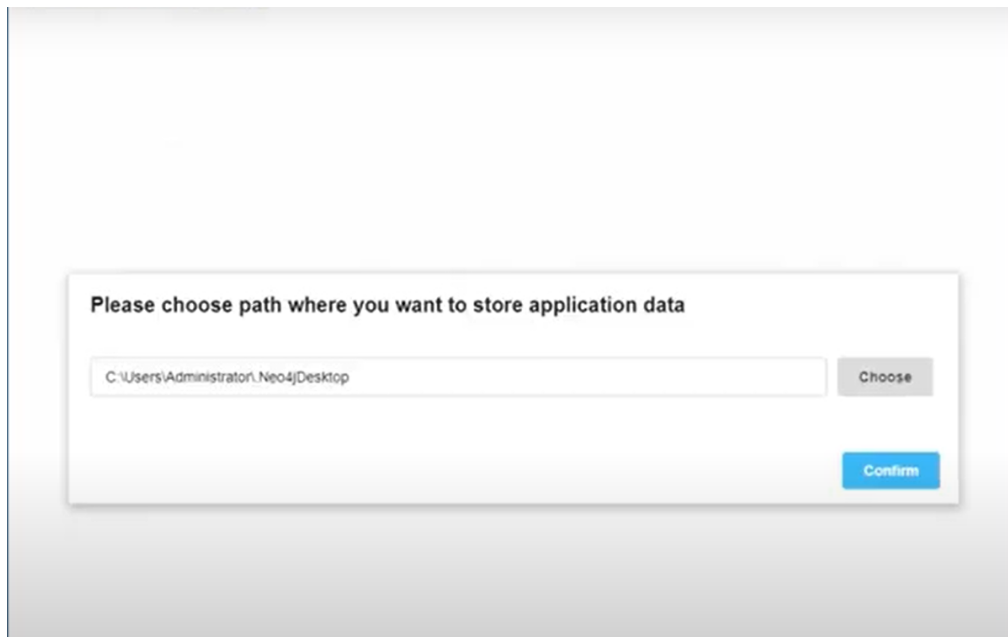 Please choose path where you want to store application data
C:\Users\Administrator\.Neo4jDesktop
Choose
Confirm